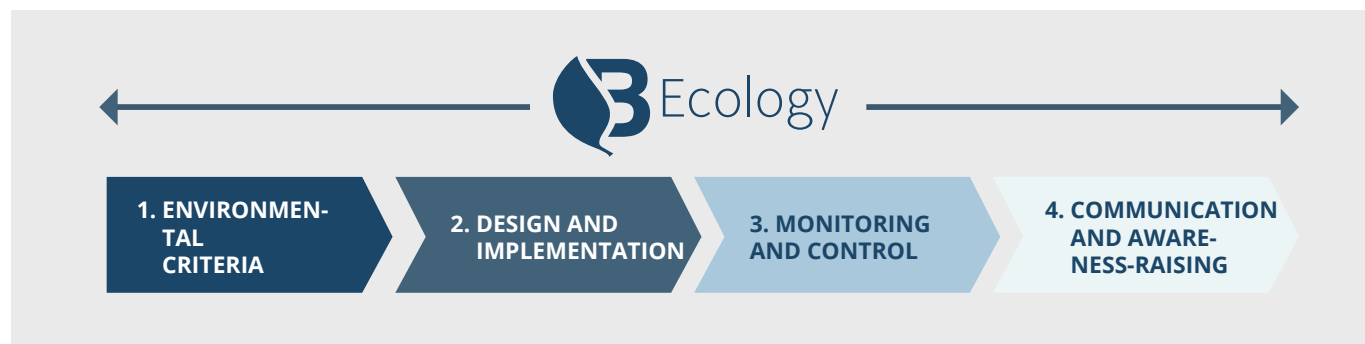 B Ecology
1. ENVIRONMEN-
TAL
CRITERIA
2. DESIGN AND
IMPLEMENTATION
3. MONITORING
AND CONTROL
4. COMMUNICATION
AND AWARE-
NESS-RAISING